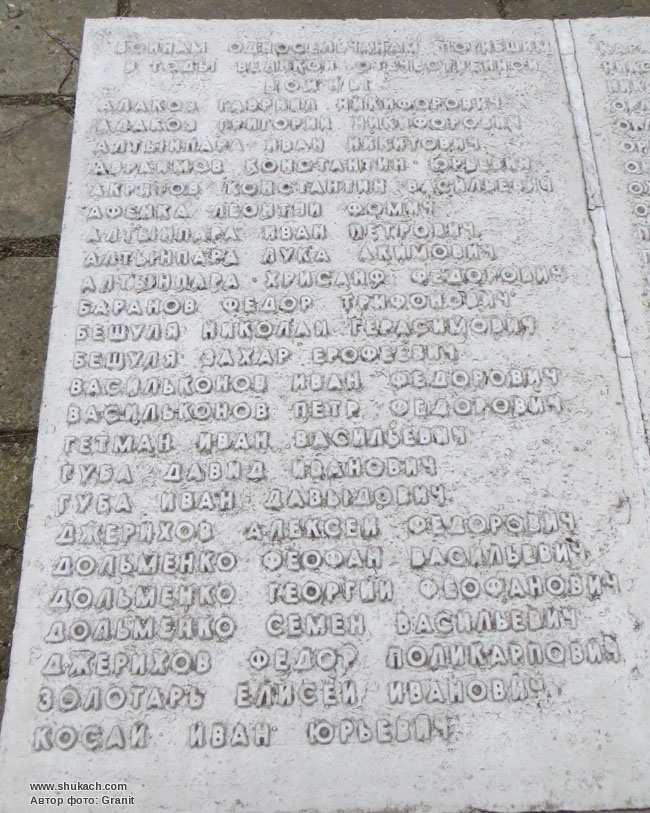 ВОИНАМ ОДНОСЕЛЬЧАНАМ ПОГИБШИМ
В ГОДЫ ВЕЛИКОЙ ОТЕЧЕСТВЕННОЙ
ВОЙНЫ
АДАКОВ ГАВРИИЛ НИКИФОРОВИЧ
АДАКОВ ГРИГОРИЙ НИКИФОРОВИЧ
АЛТЫНПАРА ИВАН НИКИТОВИЧ
АВРАИМОВ КОНСТАНТИН ЮРЬЕВИЧ
АКРИТОВ КОНСТАНТИН ВАСИЛЬЕВИЧ
АФЕНКА ЛЕОНТИЙ ФОМИЧ
АЛТЫНПАРА ИВАН ПЕТРОВИЧ
АЛТЫНПАРА ЛУКА АКИМОВИЧ
АЛТЫНПАРА ХРИСАНФ ФЕДОРОВИЧ
БАРАНОВ ФЕДОР ТРИФОНОВИЧ
БЕШУЛЯ НИКОЛАЙ ГЕРАСИМОВИЧ
БЕШУЛЯ ЗАХАР ЕРОФЕЕВИЧ
ВАСИЛЬКОНОВ ИВАН ФЕДОРОВИЧ
ВАСИЛЬКОНОВ ПЕТР ФЕДОРОВИЧ
ГЕТМАН ИВАН ВАСИЛЬЕВИЧ
ГУБА ДАВИД ИВАНОВИЧ
ГУБА ИВАН ДАВЫДОВИЧ
ДЖЕРИХОВ АЛЕКСЕЙ ФЕДОРОВИЧ
ДОЛЬМЕНКО ФЕОФАН ВАСИЛЬЕВИЧ
ДОЛЬМЕНКО ГЕОРГИЙ ФЕОФАНОВИЧ
ДОЛЬМЕНКО СЕМЕН ВАСИЛЬЕВИЧ
ДЖЕРИХОВ ФЕДОР ПОЛИКАРПОВИЧ
ЗОЛОТАРЬ ЕЛИСЕЙ ИВАНОВИЧ
КОСАЙ ИВАН ЮРЬЕВИЧ
www.shukach.com
Автор фото: Granit